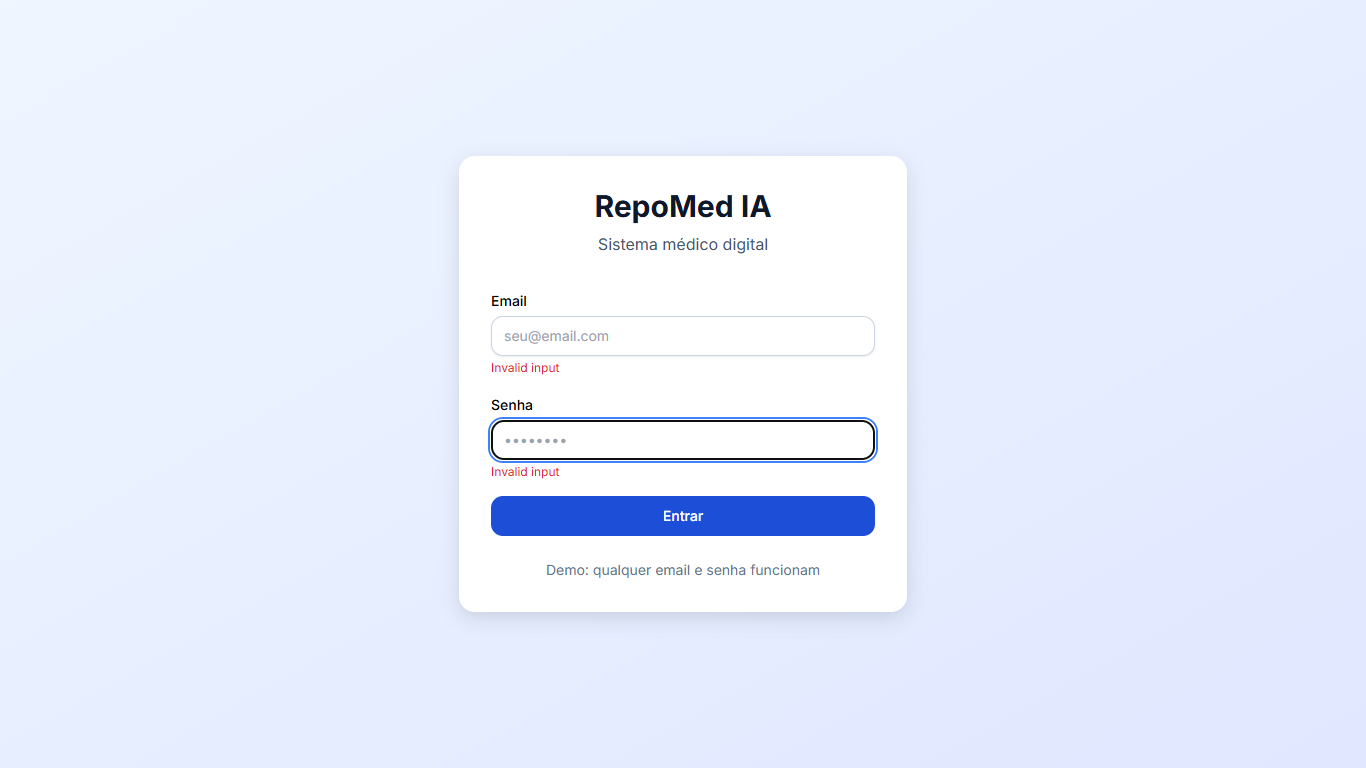 RepoMed IA
Sistema médico digital
Email
seu@email.com
Invalid input
Senha
••••••••
Invalid input
Entrar
Demo: qualquer email e senha funcionam